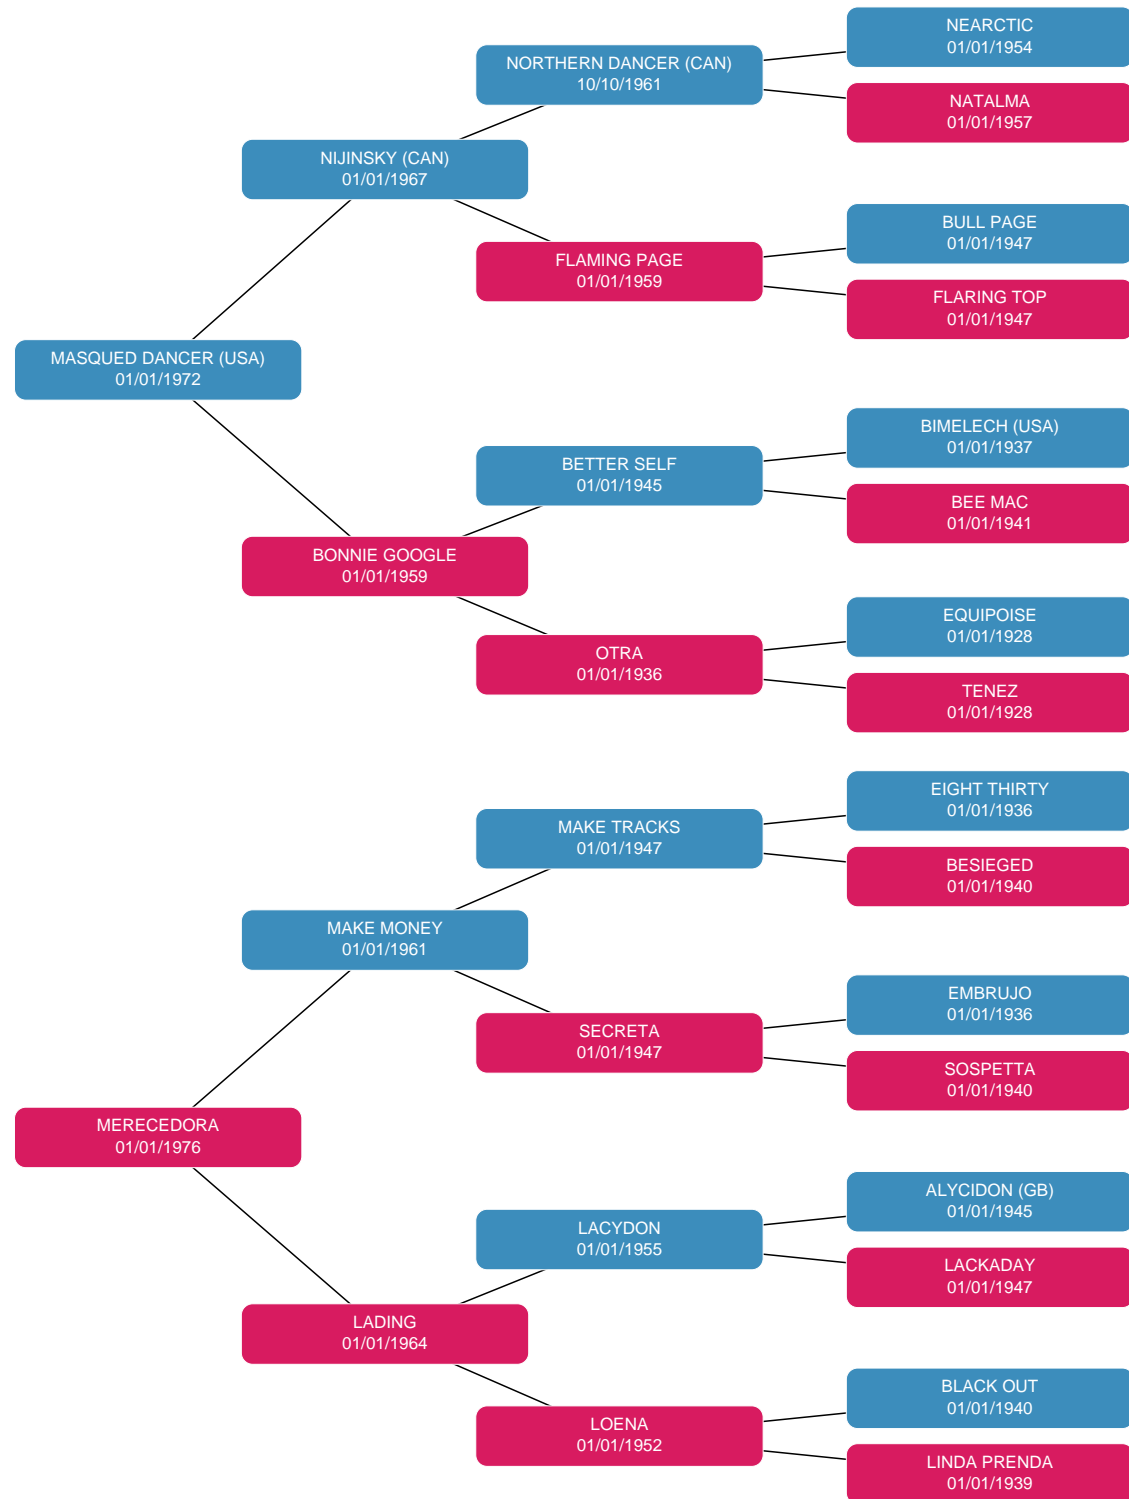 NEARCTIC
01/01/1954
NORTHERN DANCER (CAN)
10/10/1961
NATALMA
01/01/1957
NIJINSKY (CAN)
01/01/1967
BULL PAGE
01/01/1947
FLAMING PAGE
01/01/1959
FLARING TOP
01/01/1947
MASQUED DANCER (USA)
01/01/1972
BIMELECH (USA)
01/01/1937
BETTER SELF
01/01/1945
BEE MAC
01/01/1941
BONNIE GOOGLE
01/01/1959
EQUIPOISE
01/01/1928
OTRA
01/01/1936
TENEZ
01/01/1928
EIGHT THIRTY
01/01/1936
MAKE TRACKS
01/01/1947
BESIEGED
01/01/1940
MAKE MONEY
01/01/1961
EMBRUJO
01/01/1936
SECRETA
01/01/1947
SOSPETTA
01/01/1940
MERECEDORA
01/01/1976
ALYCIDON (GB)
01/01/1945
LACYDON
01/01/1955
LACKADAY
01/01/1947
LADING
01/01/1964
BLACK OUT
01/01/1940
LOENA
01/01/1952
LINDA PRENDA
01/01/1939